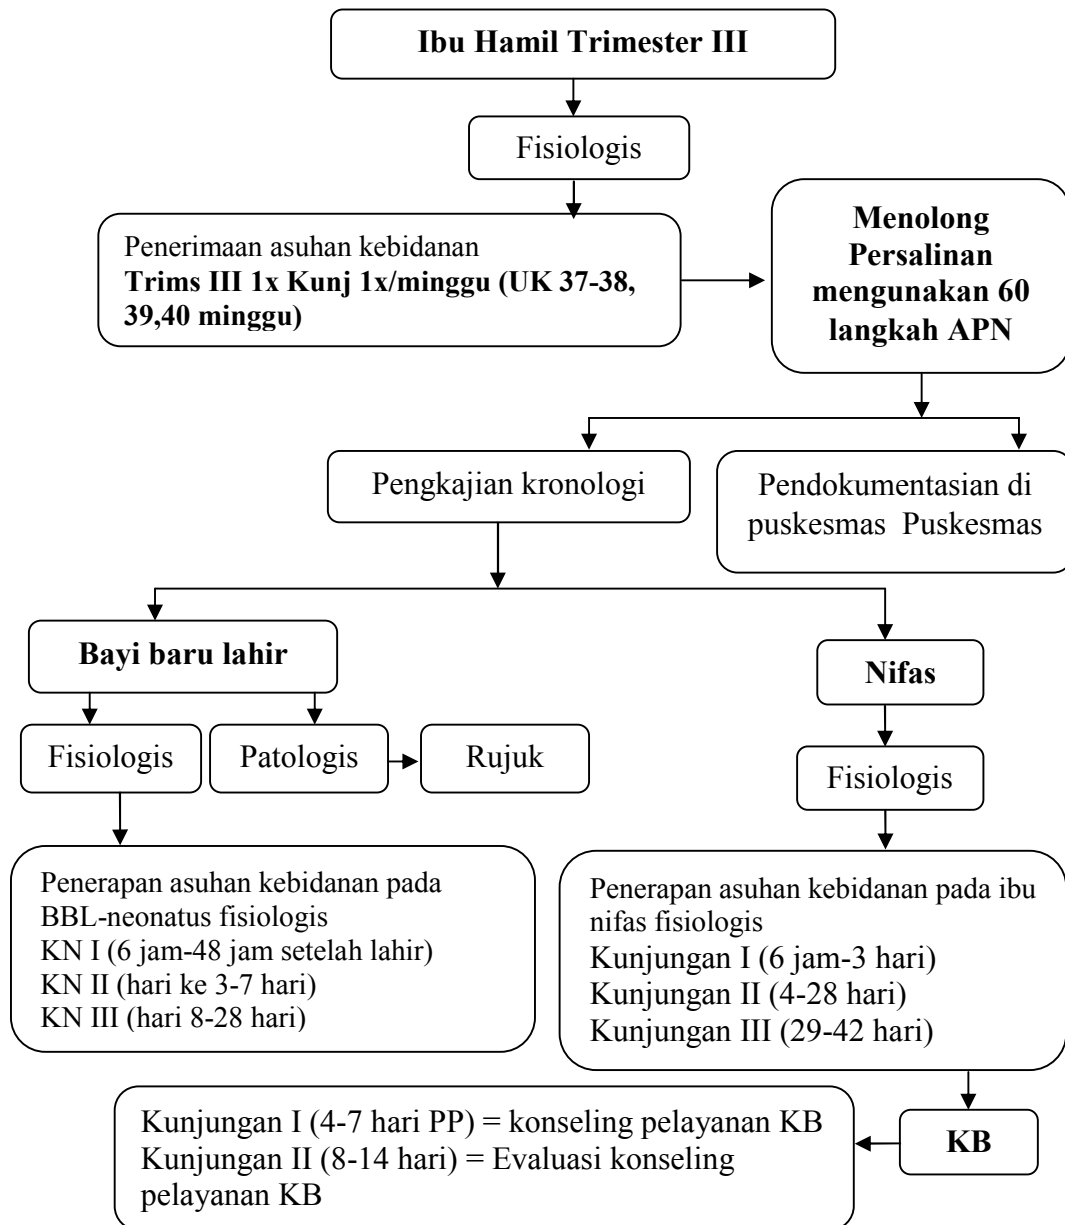 Ibu Hamil Trimester III
Fisiologis
Penerimaan asuhan kebidanan
Trims III 1x Kunj 1x/minggu (UK 37-38,
39,40 minggu)
Menolong
Persalinan
mengunakan 60
langkah APN
Pengkajian kronologi
Pendokumentasian di
puskesmas Puskesmas
Bayi baru lahir
Nifas
Fisiologis
Patologis
Rujuk
Fisiologis
Penerapan asuhan kebidanan pada
BBL-neonatus fisiologis
KN I (6 jam-48 jam setelah lahir)
KN II (hari ke 3-7 hari)
KN III (hari 8-28 hari)
Penerapan asuhan kebidanan pada ibu
nifas fisiologis
Kunjungan I (6 jam-3 hari)
Kunjungan II (4-28 hari)
Kunjungan III (29-42 hari)
Kunjungan I (4-7 hari PP) = konseling pelayanan KB
Kunjungan II (8-14 hari) = Evaluasi konseling
pelayanan KB
KB